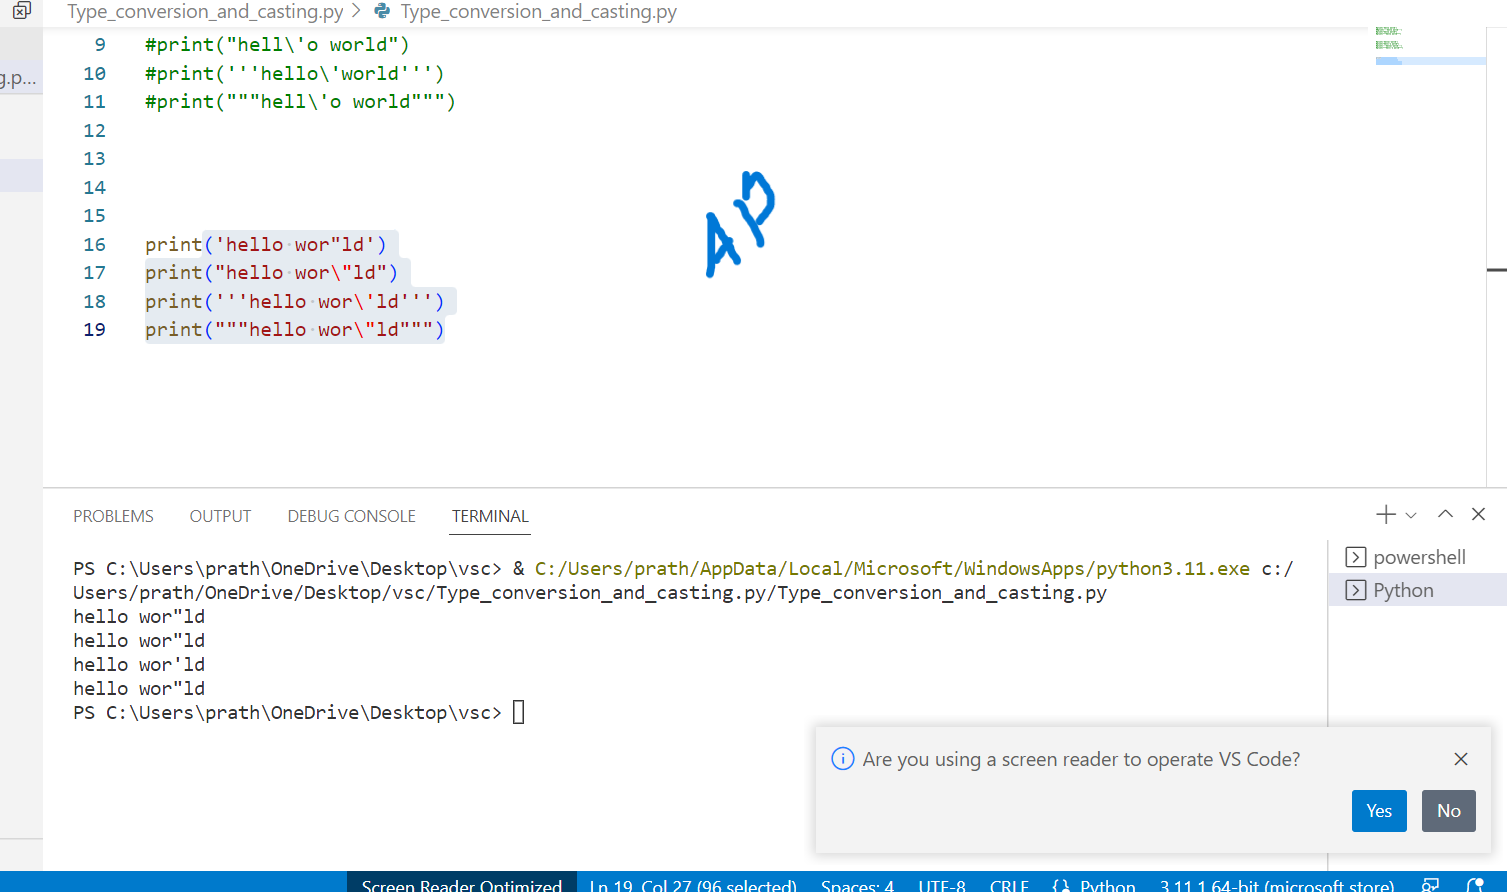 Type_conversion_and_casting.py > Type_conversion_and_casting.py
g.p...
9 #print("hell\'o world")
10 #print('''hello\'world''')
11 #print("""hell\'o world""")
12
13
14
15
16 print('hello wor"ld')
17 print("hello wor\"ld")
18 print('''hello wor\'ld''')
19 print("""hello wor\"ld""")
AP
PROBLEMS OUTPUT DEBUG CONSOLE TERMINAL
PS C:\Users\prath\OneDrive\Desktop\vsc> & C:/Users/prath/AppData/Local/Microsoft/WindowsApps/python3.11.exe c:/
Users/prath/OneDrive/Desktop/vsc/Type_conversion_and_casting.py/Type_conversion_and_casting.py
hello wor"ld
hello wor"ld
hello wor'ld
hello wor"ld
PS C:\Users\prath\OneDrive\Desktop\vsc>
powershell
Python
Are you using a screen reader to operate VS Code?
Yes No
Screen Reader Optimized Ln 19, Col 27 (96 selected) Spaces: 4 UTF-8 CRLF Python 3.11.1 64-bit (microsoft store)